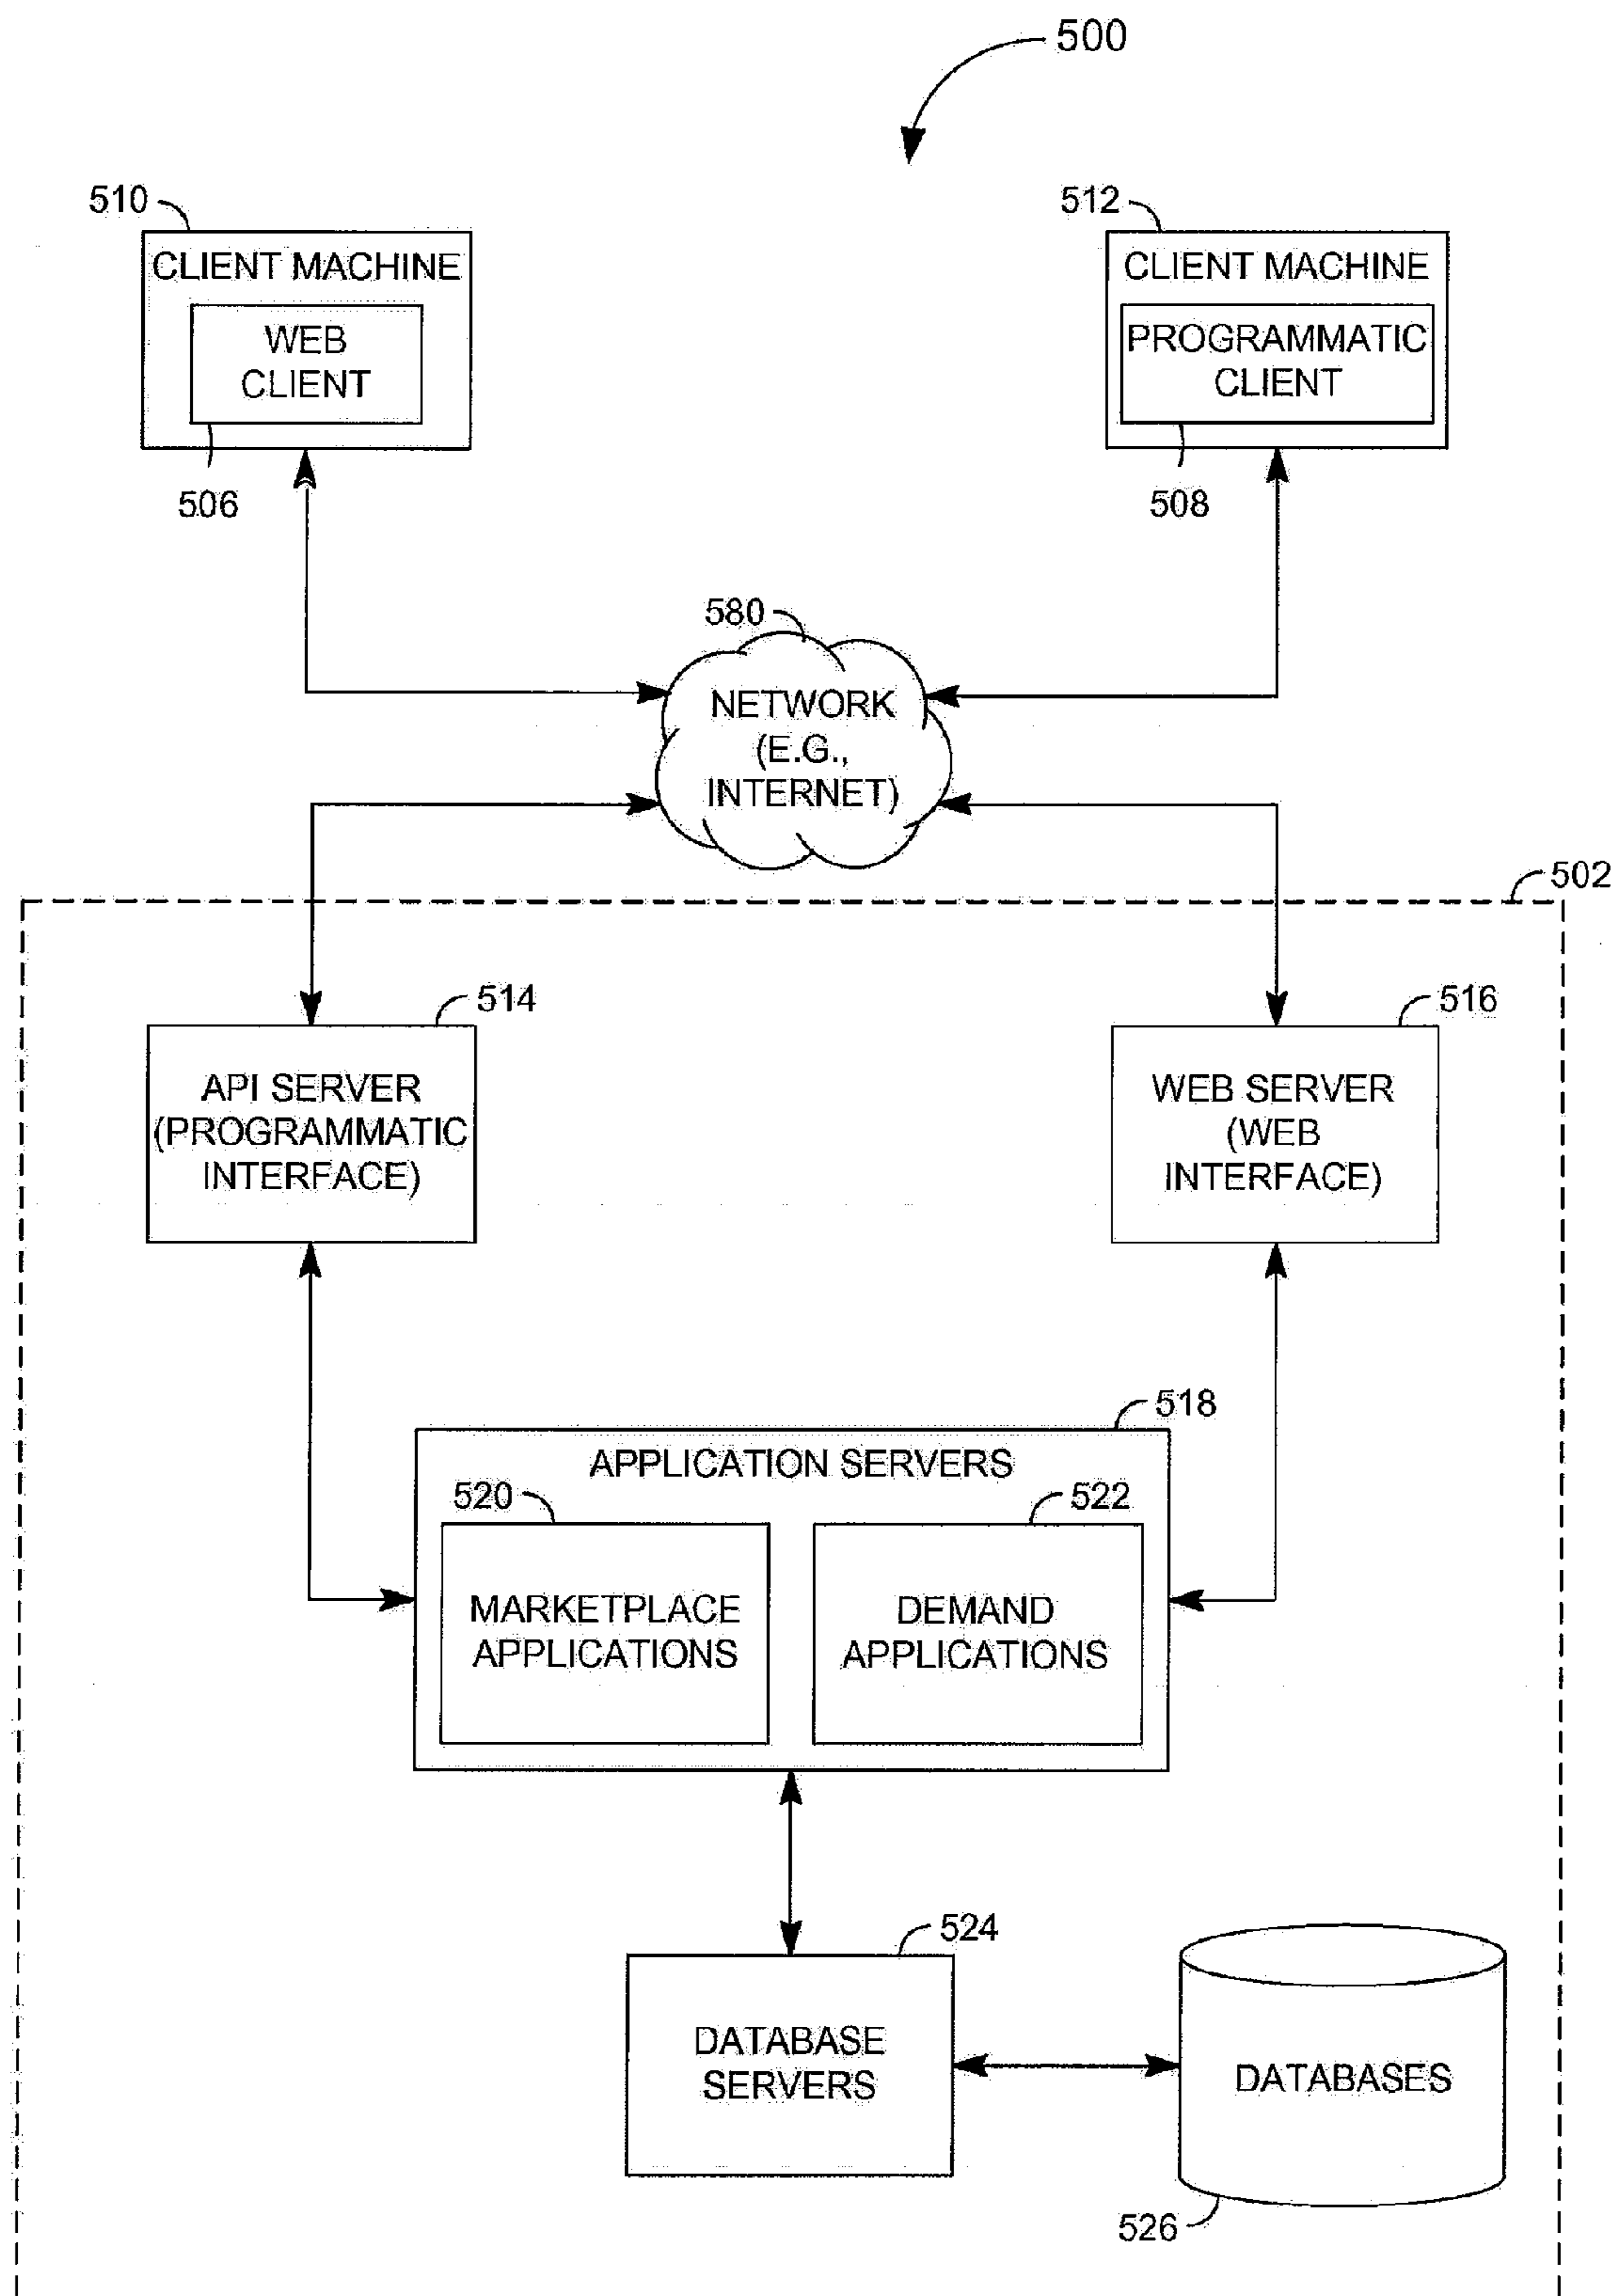 500
510
512
CLIENT MACHINE
WEB
CLIENT
506
CLIENT MACHINE
PROGRAMMATIC
CLIENT
508
580
NETWORK
(E.G.,
INTERNET)
502
514
API SERVER
(PROGRAMMATIC
INTERFACE)
516
WEB SERVER
(WEB
INTERFACE)
518
APPLICATION SERVERS
520
522
MARKETPLACE
APPLICATIONS
DEMAND
APPLICATIONS
524
DATABASE
SERVERS
DATABASES
526